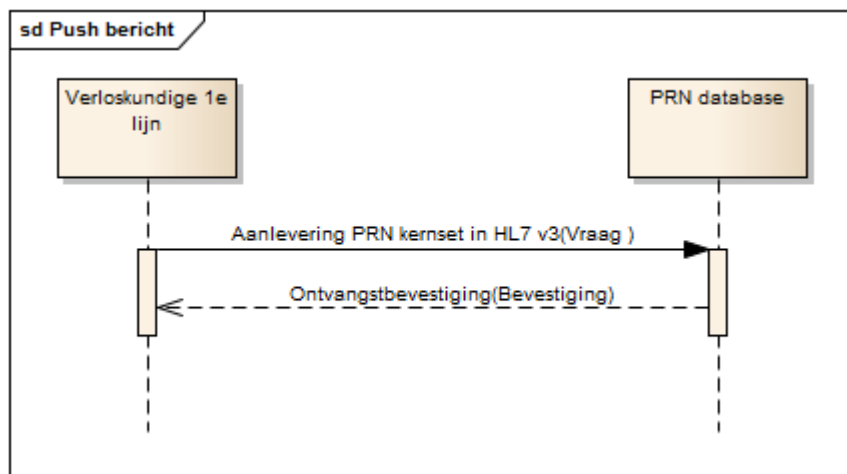 sd Push bericht
Verloskundige 1e
lijn
PRN database
Aanlevering PRN kernset in HL7 v3(Vraag )
Ontvangstbevestiging(Bevestiging)